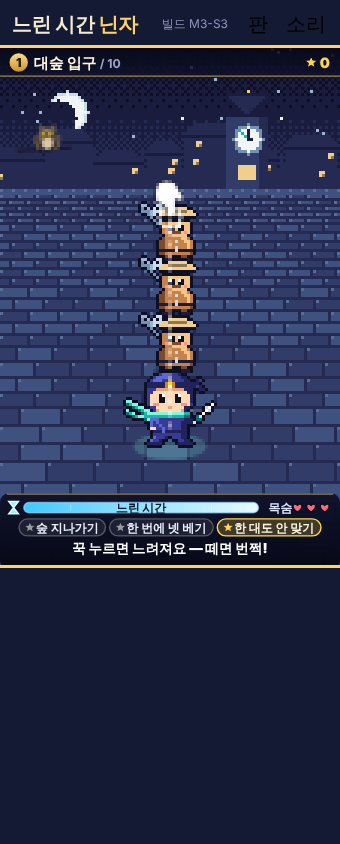 느린 시간 닌자 빌드 M3-S3 판 소리
1 대숲 입구 / 10 ★ 0
느린 시간 목숨 ♥ ♥ ♥
★숲 지나가기 ★한 번에 넷 베기 ★한 대도 안 맞기
꾹 누르면 느려져요 — 떼면 번쩍!